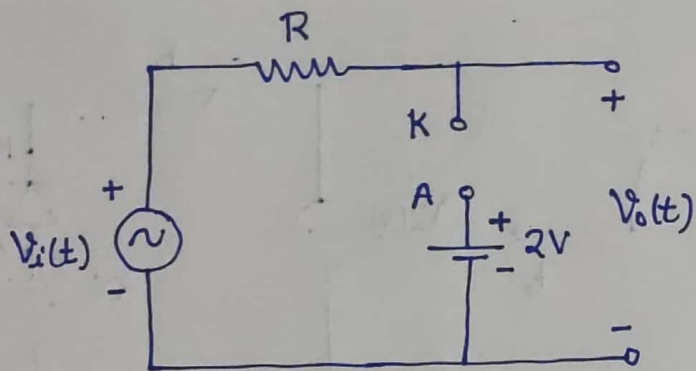 R
K
+
+
A
+
2V
-
V₀(t)
Vᵢ(t)
-
-